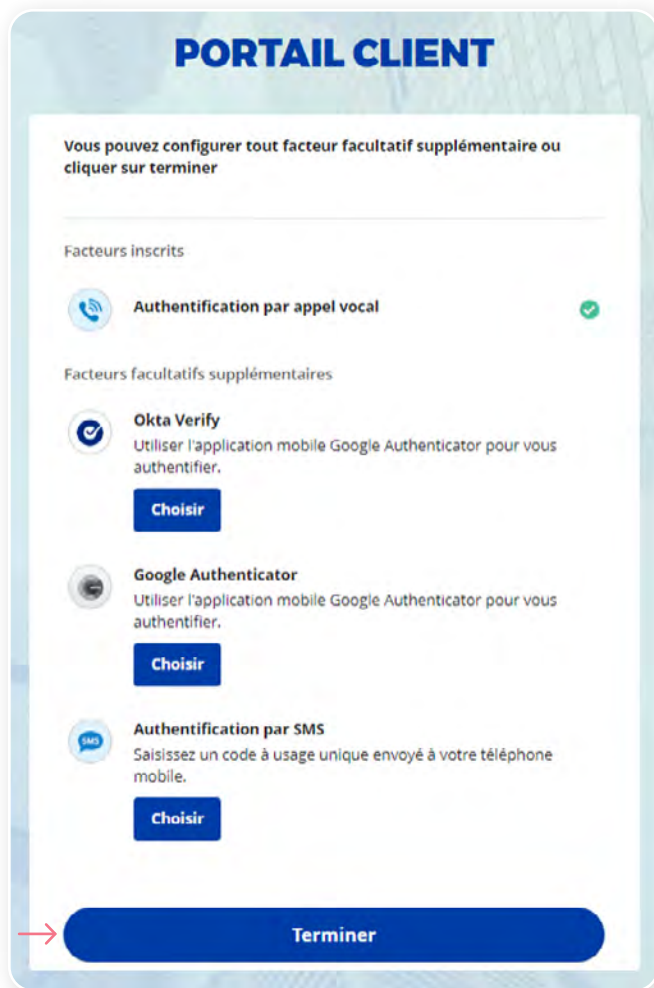 PORTAIL CLIENT
Vous pouvez configurer tout facteur facultatif supplémentaire ou
cliquer sur terminer
Facteurs inscrits
Authentification par appel vocal
Facteurs facultatifs supplémentaires
Okta Verify
Utiliser l'application mobile Google Authenticator pour vous
authentifier.
Choisir
Google Authenticator
Utiliser l'application mobile Google Authenticator pour vous
authentifier.
Choisir
SMS
Authentification par SMS
Saisissez un code à usage unique envoyé à votre téléphone
mobile.
Choisir
Terminer